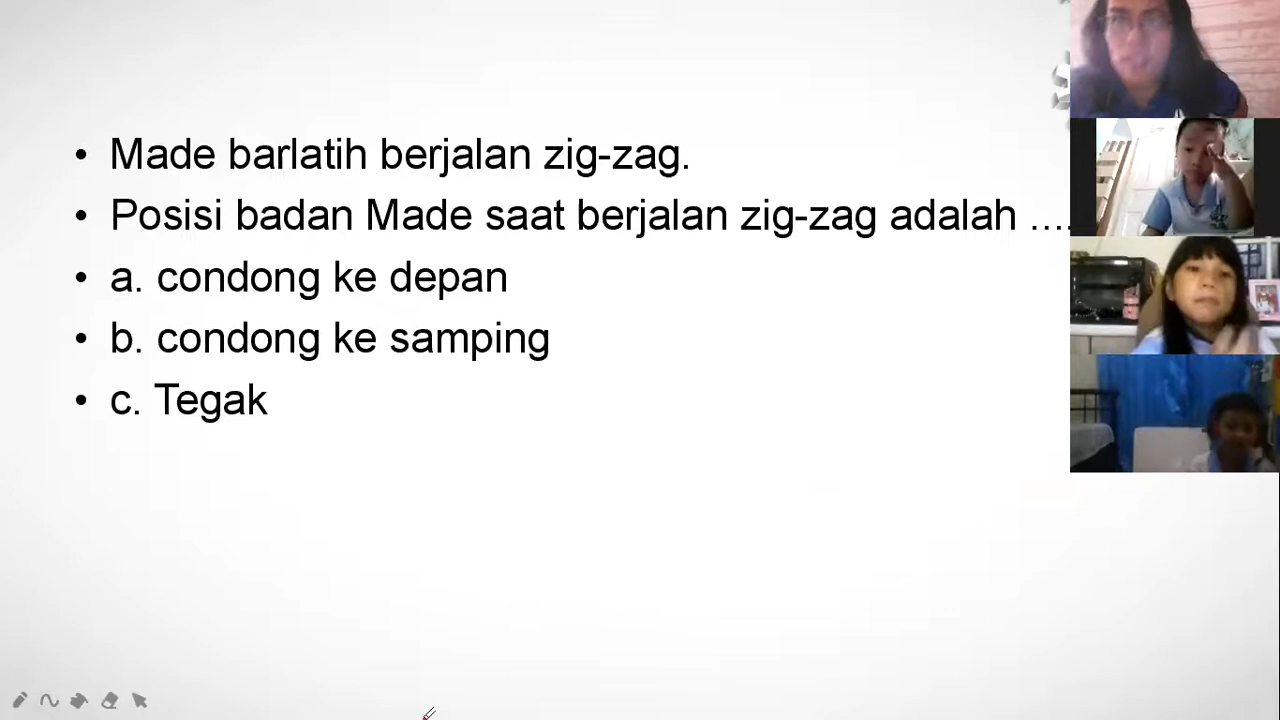 • Made barlatih berjalan zig-zag.
• Posisi badan Made saat berjalan zig-zag adalah ....
• a. condong ke depan
• b. condong ke samping
• c. Tegak